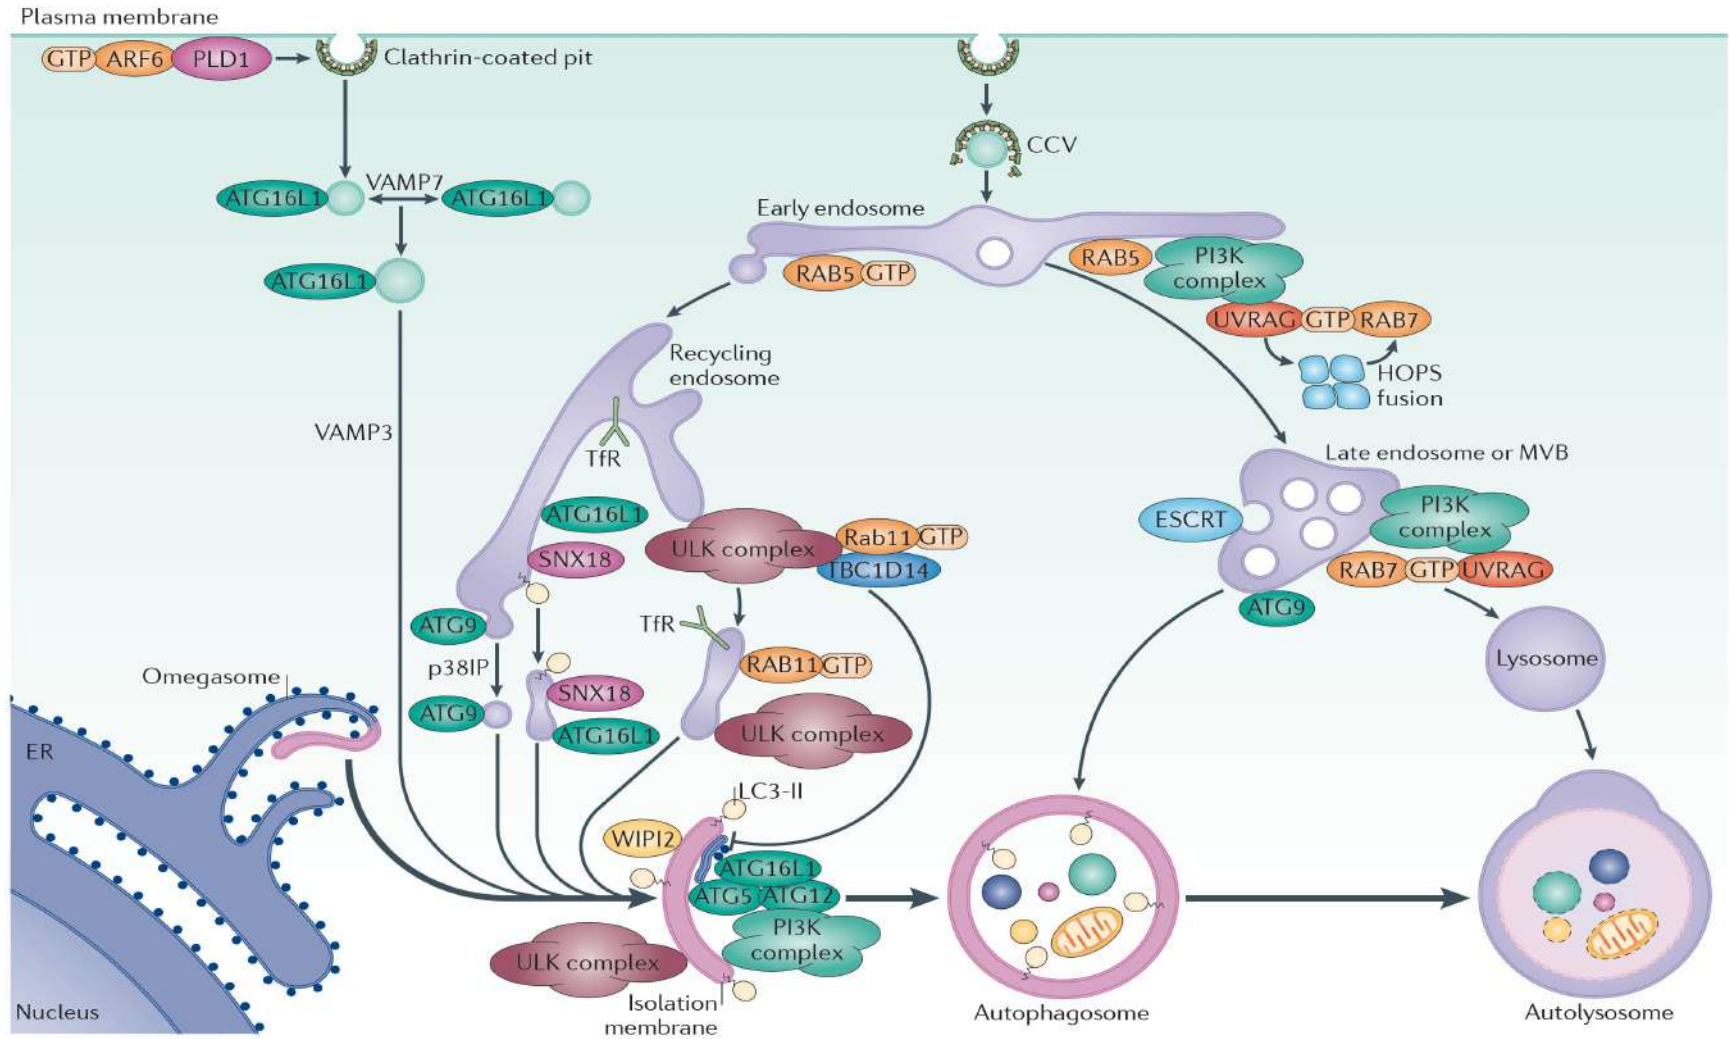 Plasma membrane
GTP ARF6 PLD1
Clathrin-coated pit
CCV
ATG16L1
VAMP7
ATG16L1
ATG16L1
VAMP3
Early endosome
RAB5 GTP
RAB5
PI3K
complex
UVRAG GTP RAB7
HOPS
fusion
Recycling
endosome
TfR
ATG16L1
SNX18
ULK complex
Rab11 GTP
TBC1D14
Late endosome or MVB
ESCRT
PI3K
complex
RAB7 GTP UVRAG
ATG9
Lysosome
ATG9
p38IP
ATG9
SNX18
ATG16L1
TfR
RAB11 GTP
ULK complex
Omegasome
ER
Nucleus
LC3-II
WIPI2
ATG16L1
ATG5 ATG12
PI3K
complex
ULK complex
Isolation
membrane
Autophagosome
Autolysosome